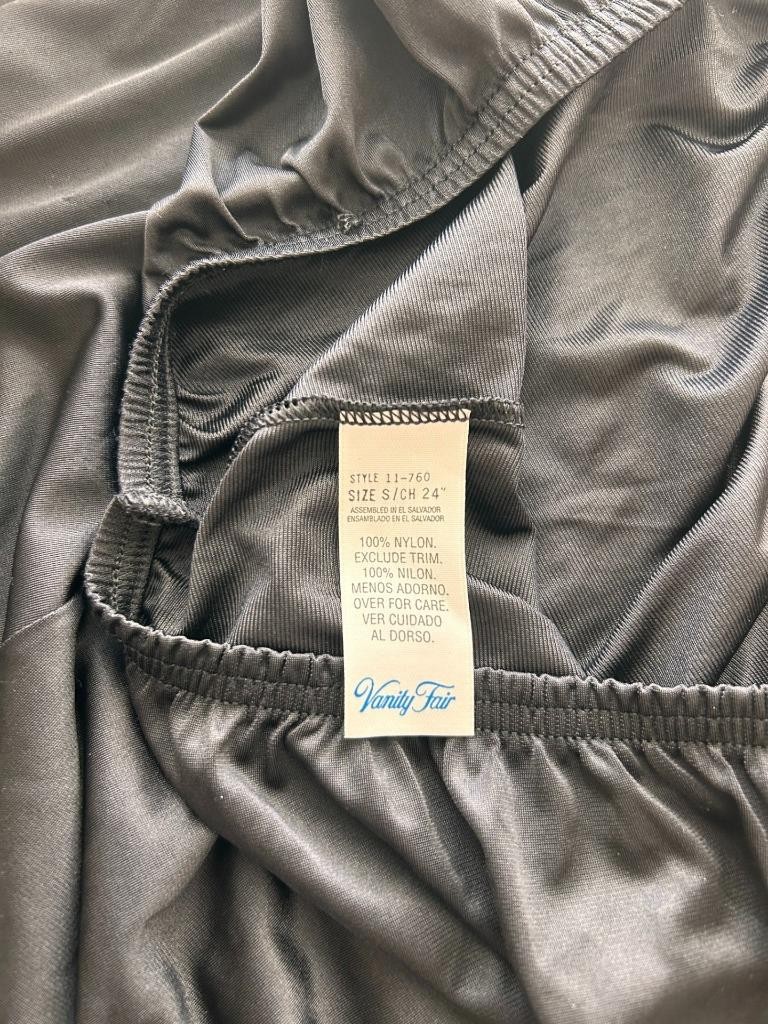 STYLE 11-760
SIZE S/CH 24"
ASSEMBLED IN EL SALVADOR
ENSAMBLADO EN EL SALVADOR
100% NYLON.
EXCLUDE TRIM.
100% NILON.
MENOS ADORNO.
OVER FOR CARE.
VER CUIDADO
AL DORSO.
Vanity Fair